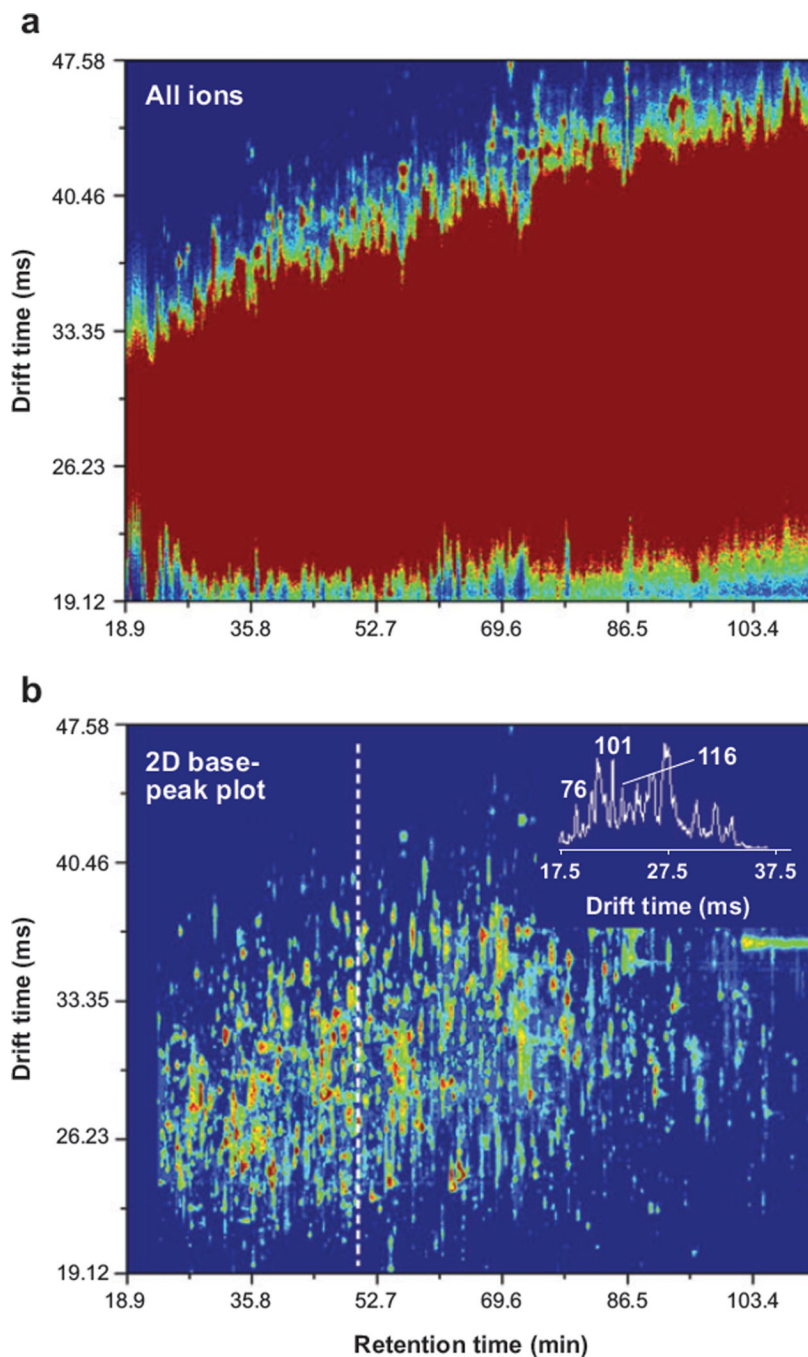 a
47.58
All ions
40.46
33.35
26.23
19.12
Drift time (ms)
18.9 35.8 52.7 69.6 86.5 103.4
b
47.58
2D base-
peak plot
101
116
76
17.5 27.5 37.5
Drift time (ms)
40.46
33.35
26.23
19.12
Drift time (ms)
18.9 35.8 52.7 69.6 86.5 103.4
Retention time (min)